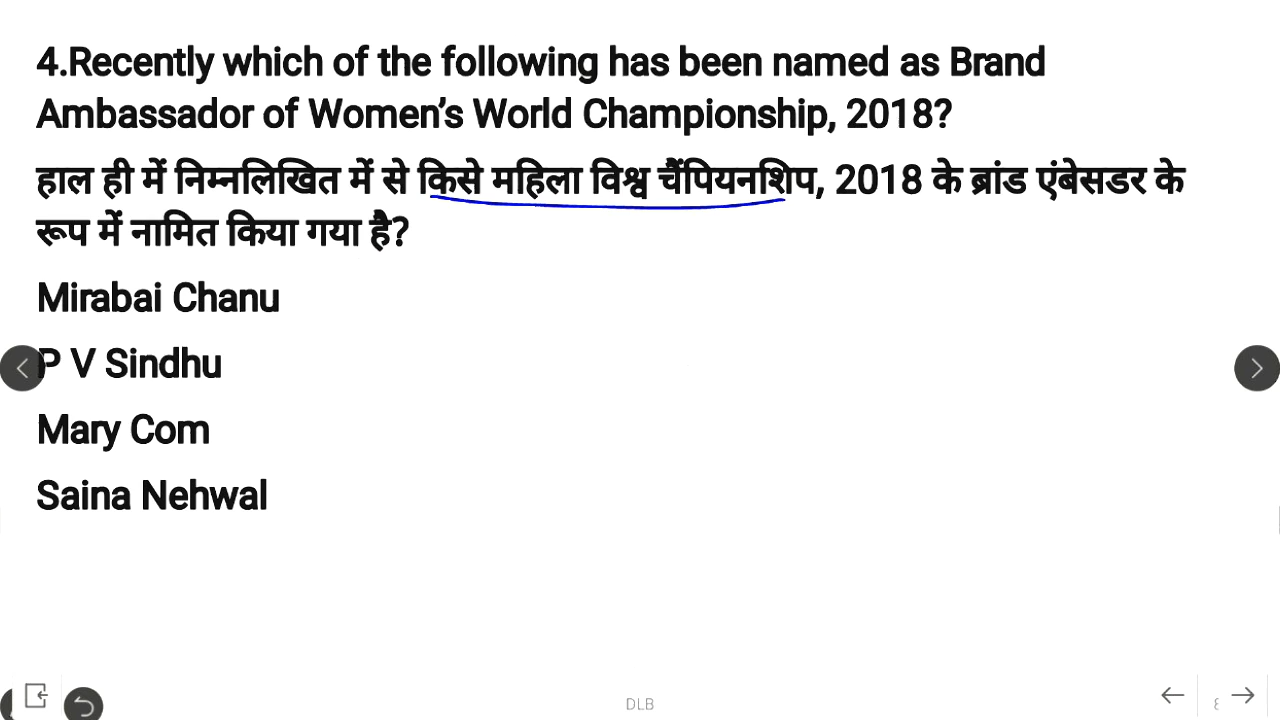 4.Recently which of the following has been named as Brand
Ambassador of Women’s World Championship, 2018?
हाल ही में निम्नलिखित में से किसे महिला विश्व चैंपियनशिप, 2018 के ब्रांड एंबेसडर के
रूप में नामित किया गया है?
Mirabai Chanu
P V Sindhu
Mary Com
Saina Nehwal
DLB